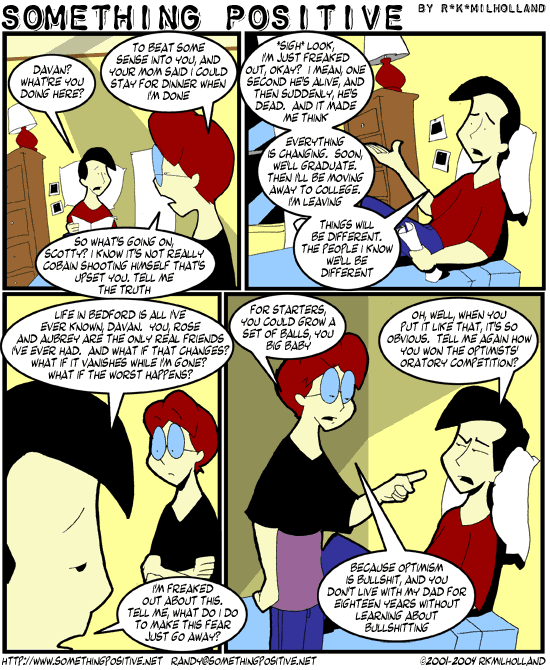 SOMETHING POSITIVE
BY R*K*MILHOLLAND
DAVAN?
WHAT'RE YOU
DOING HERE?
TO BEAT SOME
SENSE INTO YOU, AND
YOUR MOM SAID I COULD
STAY FOR DINNER WHEN
I'M DONE
SO WHAT'S GOING ON,
SCOTTY? I KNOW IT'S NOT REALLY
COBAIN SHOOTING HIMSELF THAT'S
UPSET YOU. TELL ME
THE TRUTH
*SIGH* LOOK,
I'M JUST FREAKED
OUT, OKAY? I MEAN, ONE
SECOND HE'S ALIVE, AND
THEN SUDDENLY, HE'S
DEAD. AND IT MADE
ME THINK
EVERYTHING
IS CHANGING. SOON,
WE'LL GRADUATE.
THEN I'LL BE MOVING
AWAY TO COLLEGE.
I'M LEAVING
THINGS WILL
BE DIFFERENT.
THE PEOPLE I KNOW
WE'LL BE
DIFFERENT
LIFE IN BEDFORD IS ALL I'VE
EVER KNOWN, DAVAN. YOU, ROSE
AND AUBREY ARE THE ONLY REAL FRIENDS
I'VE EVER HAD. AND WHAT IF THAT CHANGES?
WHAT IF IT VANISHES WHILE I'M GONE?
WHAT IF THE WORST HAPPENS?
I'M FREAKED
OUT ABOUT THIS.
TELL ME, WHAT DO I DO
TO MAKE THIS FEAR
JUST GO AWAY?
FOR STARTERS,
YOU COULD GROW A
SET OF BALLS, YOU
BIG BABY
OH, WELL, WHEN YOU
PUT IT LIKE THAT, IT'S SO
OBVIOUS. TELL ME AGAIN HOW
YOU WON THE OPTIMISTS'
ORATORY COMPETITION?
BECAUSE OPTIMISM
IS BULLSHIT, AND YOU
DON'T LIVE WITH MY DAD FOR
EIGHTEEN YEARS WITHOUT
LEARNING ABOUT
BULLSHITTING
HTTP://WWW.SOMETHINGPOSITIVE.NET RANDY@SOMETHINGPOSITIVE.NET ©2001-2004 RKMILHOLLAND